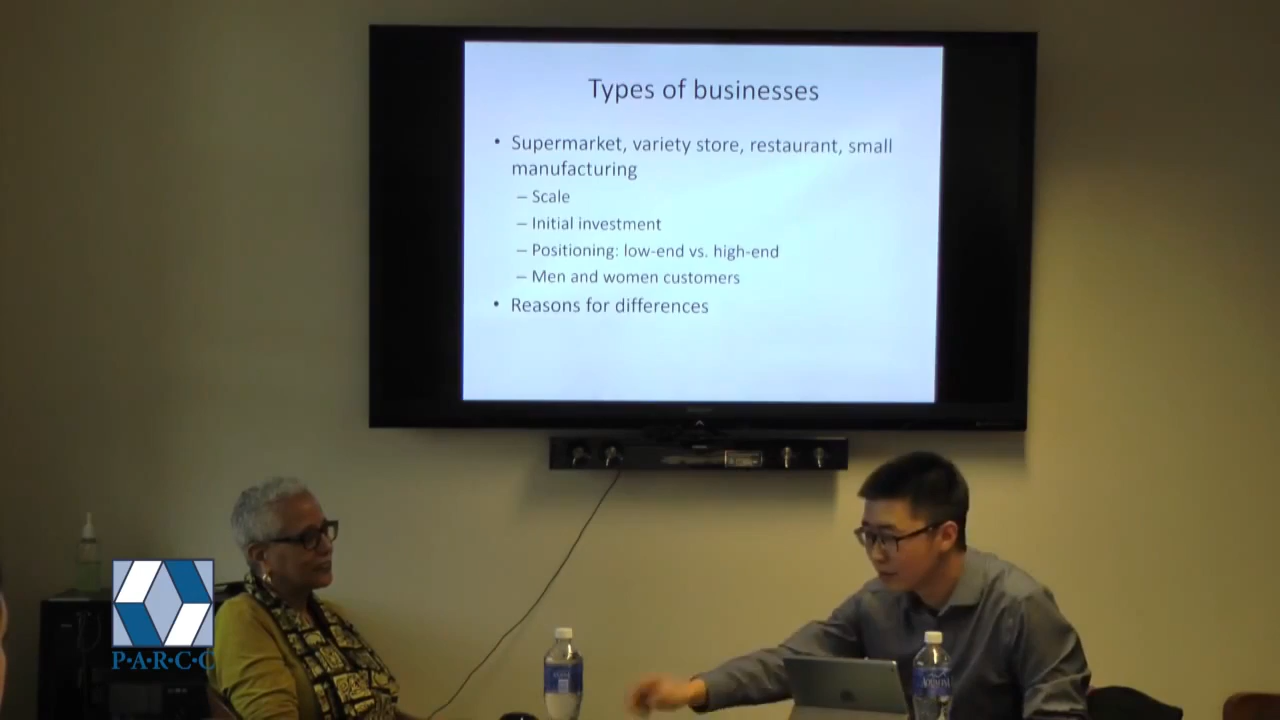 Types of businesses
• Supermarket, variety store, restaurant, small
manufacturing
– Scale
– Initial investment
– Positioning: low-end vs. high-end
– Men and women customers
• Reasons for differences
P·A·R·C·C